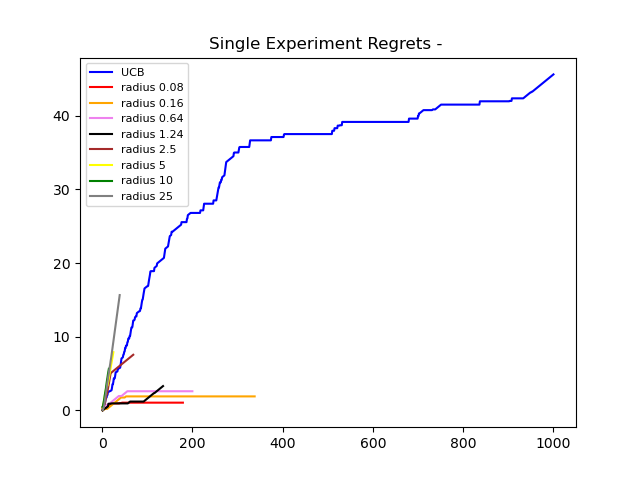 Single Experiment Regrets -
UCB
radius 0.08
radius 0.16
radius 0.64
radius 1.24
radius 2.5
radius 5
radius 10
radius 25
40
30
20
10
0
0 200 400 600 800 1000